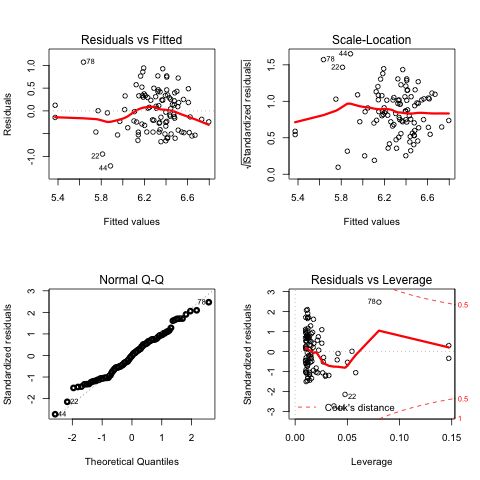 Residuals vs Fitted
Residuals
1.0
0.5
0.0
-1.0
78
22
44
5.4 5.8 6.2 6.6
Fitted values
Scale-Location
√|Standardized residuals|
1.5
1.0
0.5
0.0
44
78
22
5.4 5.8 6.2 6.6
Fitted values
Normal Q-Q
Standardized residuals
3
2
1
0
-1
-2
78
22
44
-2 -1 0 1 2
Theoretical Quantiles
Residuals vs Leverage
Standardized residuals
3
2
1
0
-1
-2
-3
78
22
Cook's distance
0.5
0.5
1
0.00 0.05 0.10 0.15
Leverage